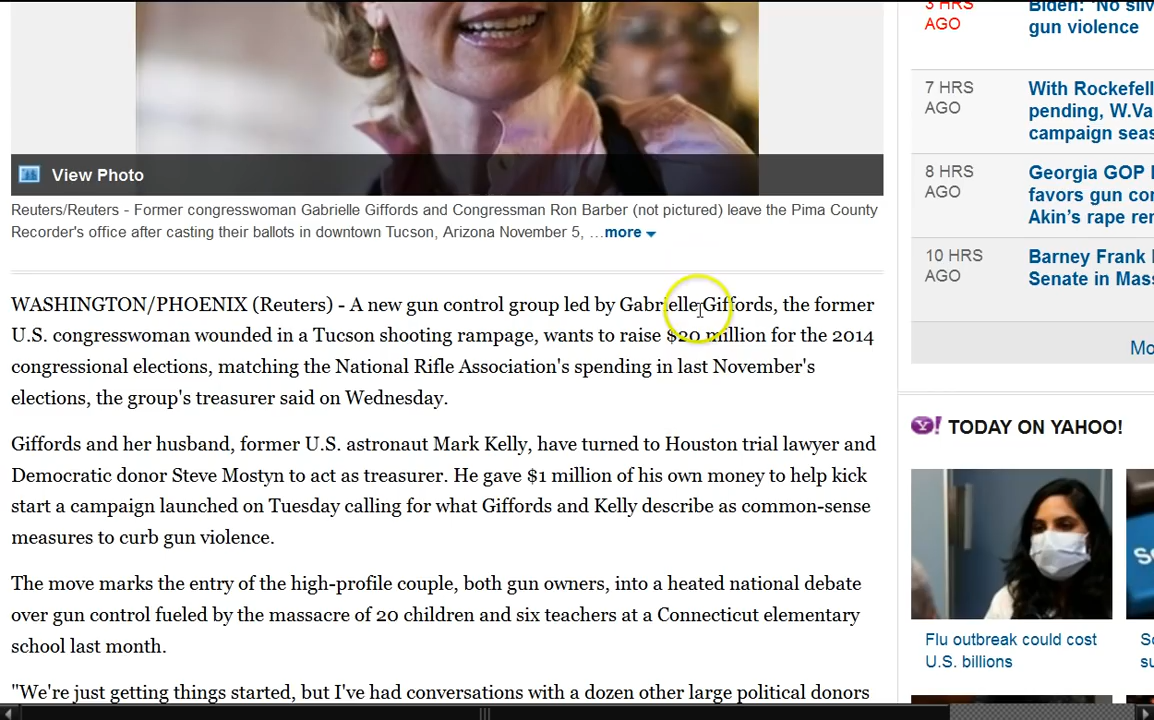 View Photo
Reuters/Reuters - Former congresswoman Gabrielle Giffords and Congressman Ron Barber (not pictured) leave the Pima County
Recorder's office after casting their ballots in downtown Tucson, Arizona November 5, ...more
WASHINGTON/PHOENIX (Reuters) - A new gun control group led by Gabrielle Giffords, the former
U.S. congresswoman wounded in a Tucson shooting rampage, wants to raise $20 million for the 2014
congressional elections, matching the National Rifle Association's spending in last November's
elections, the group's treasurer said on Wednesday.
Giffords and her husband, former U.S. astronaut Mark Kelly, have turned to Houston trial lawyer and
Democratic donor Steve Mostyn to act as treasurer. He gave $1 million of his own money to help kick
start a campaign launched on Tuesday calling for what Giffords and Kelly describe as common-sense
measures to curb gun violence.
The move marks the entry of the high-profile couple, both gun owners, into a heated national debate
over gun control fueled by the massacre of 20 children and six teachers at a Connecticut elementary
school last month.
"We're just getting things started, but I've had conversations with a dozen other large political donors
3 HRS
AGO
Biden: 'No silv
gun violence
7 HRS
AGO
With Rockefell
pending, W.Va
campaign seas
8 HRS
AGO
Georgia GOP
favors gun con
Akin's rape rem
10 HRS
AGO
Barney Frank
Senate in Mass
Mo
Y! TODAY ON YAHOO!
Flu outbreak could cost
U.S. billions
So
su